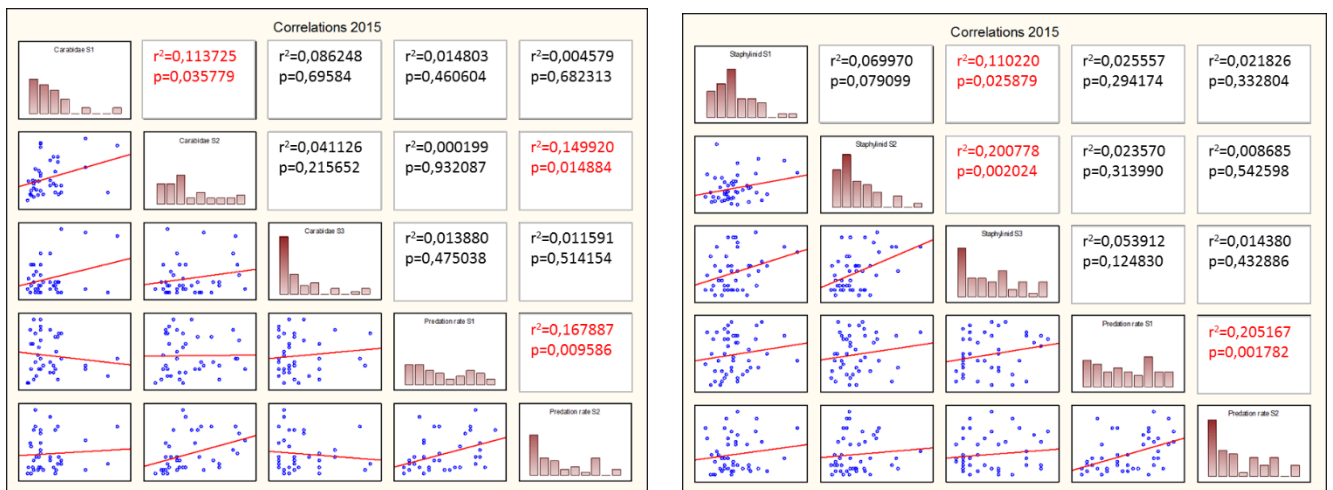 Correlations 2015
Carabidae S1
r²=0,113725
p=0,035779
r²=0,086248
p=0,69584
r²=0,014803
p=0,460604
r²=0,004579
p=0,682313
Carabidae S2
r²=0,041126
p=0,215652
r²=0,000199
p=0,932087
r²=0,149920
p=0,014884
Carabidae S3
r²=0,013880
p=0,475038
r²=0,011591
p=0,514154
Predation rate S1
r²=0,167887
p=0,009586
Predation rate S2
Correlations 2015
Staphylinid S1
r²=0,069970
p=0,079099
r²=0,110220
p=0,025879
r²=0,025557
p=0,294174
r²=0,021826
p=0,332804
Staphylinid S2
r²=0,200778
p=0,002024
r²=0,023570
p=0,313990
r²=0,008685
p=0,542598
Staphylinid S3
r²=0,053912
p=0,124830
r²=0,014380
p=0,432886
Predation rate S1
r²=0,205167
p=0,001782
Predation rate S2